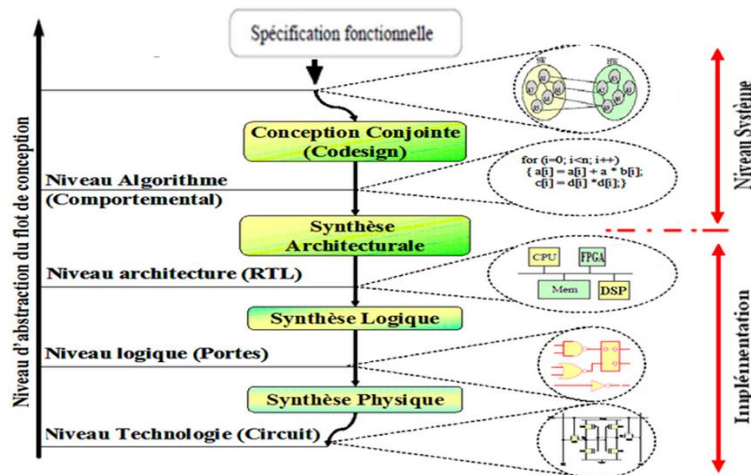 Spécification fonctionnelle
SW
HW
Conception Conjointe
(Codesign)
for (i=0; i<n; i++)
{ a[i] = a[i] + a * b[i];
c[i] = d[i] *d[i];}
Niveau Algorithme
(Comportemental)
Synthèse
Architecturale
CPU
FPGA
Mem
DSP
Niveau architecture (RTL)
Synthèse Logique
Niveau logique (Portes)
Synthèse Physique
Niveau Technologie (Circuit)
Niveau d'abstraction du flot de conception
Niveau Système
Implémentation